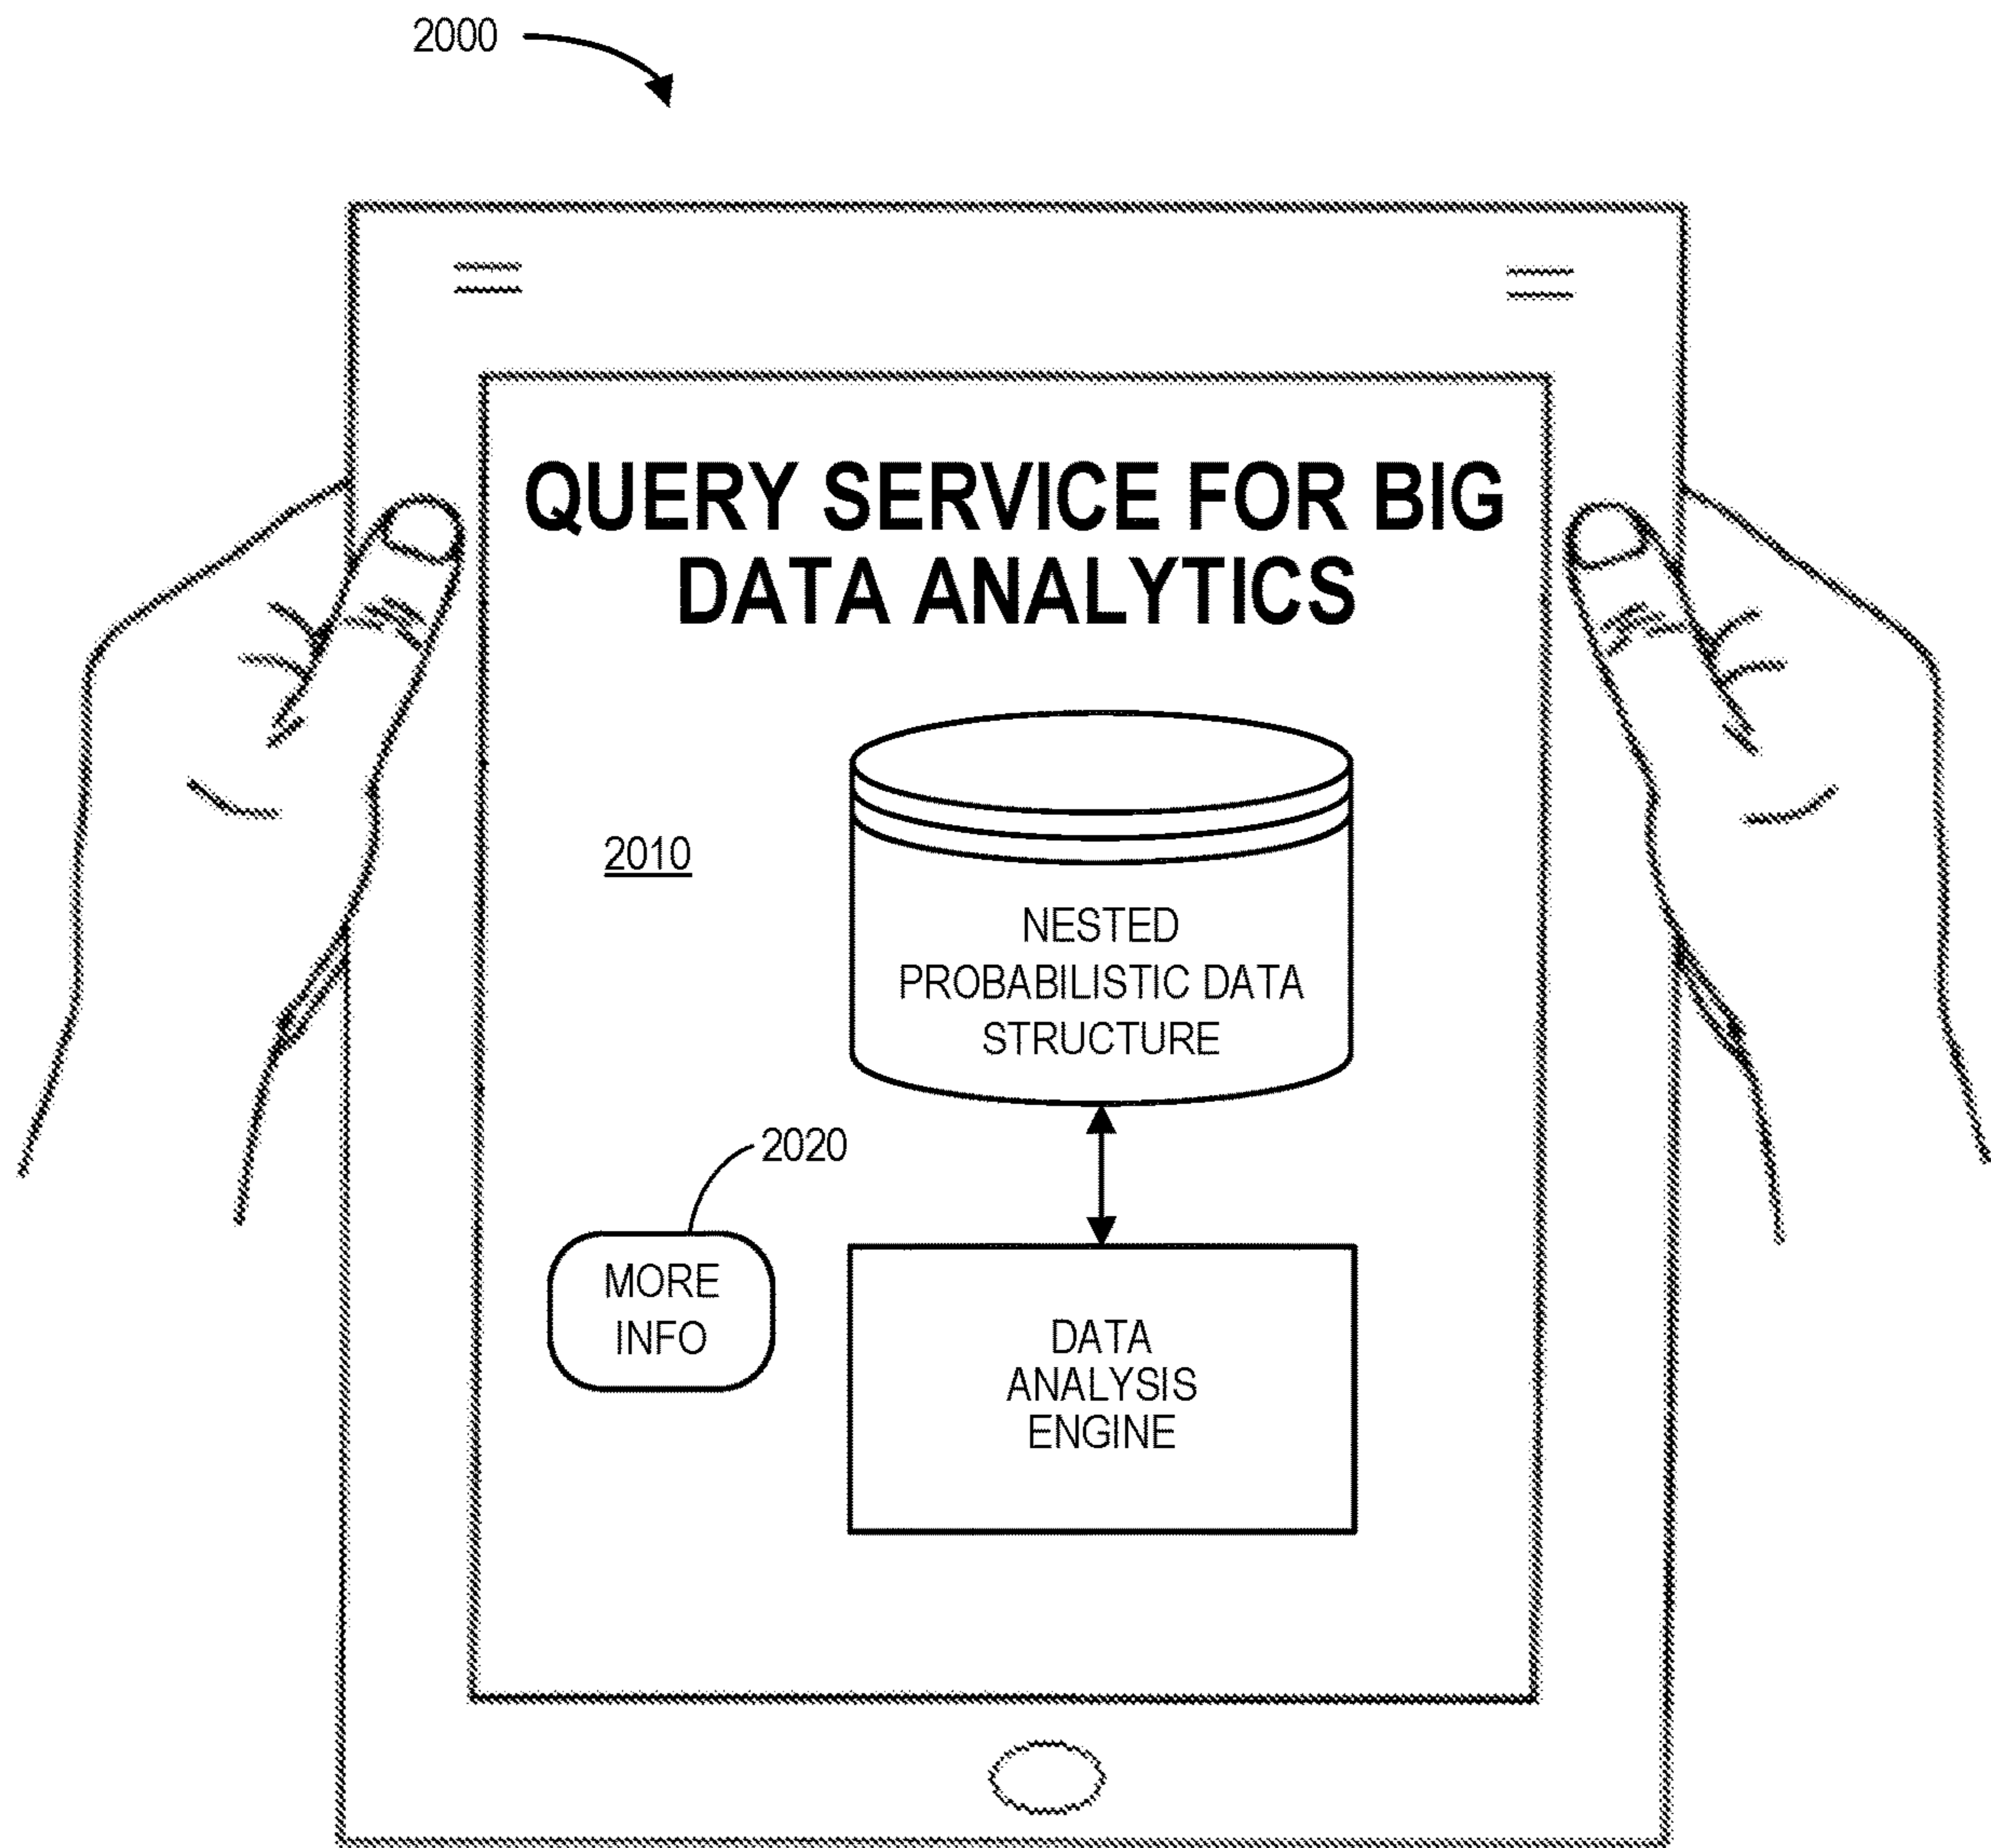 2000
QUERY SERVICE FOR BIG
DATA ANALYTICS
2010
NESTED
PROBABILISTIC DATA
STRUCTURE
2020
MORE
INFO
DATA
ANALYSIS
ENGINE